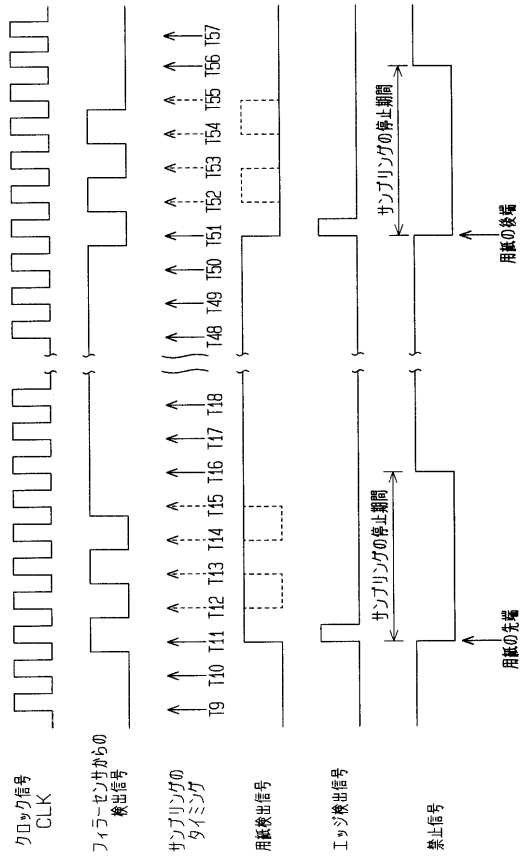 クロック信号
CLK
フィラーセンサからの
検出信号
サンプリングの
タイミング
T9 T10 T11 T12 T13 T14 T15 T16 T17 T18 T48 T49 T50 T51 T52 T53 T54 T55 T56 T57
用紙検出信号
エッジ検出信号
サンプリングの停止期間
サンプリングの停止期間
禁止信号
用紙の先端
用紙の後端